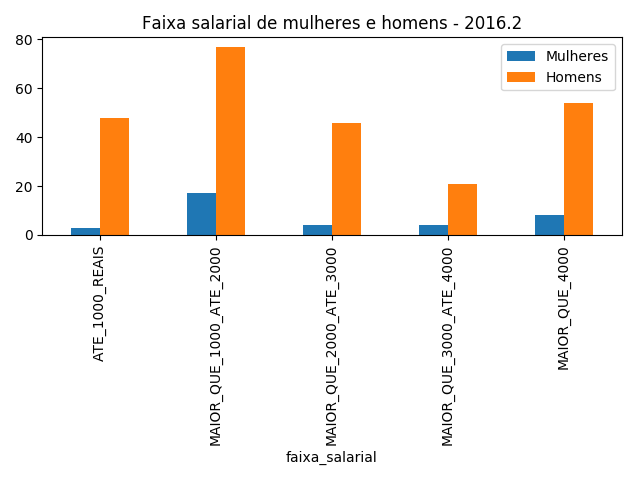 Faixa salarial de mulheres e homens - 2016.2
Mulheres
Homens
80
60
40
20
0
ATE_1000_REAIS
MAIOR_QUE_1000_ATE_2000
MAIOR_QUE_2000_ATE_3000
MAIOR_QUE_3000_ATE_4000
MAIOR_QUE_4000
faixa_salarial